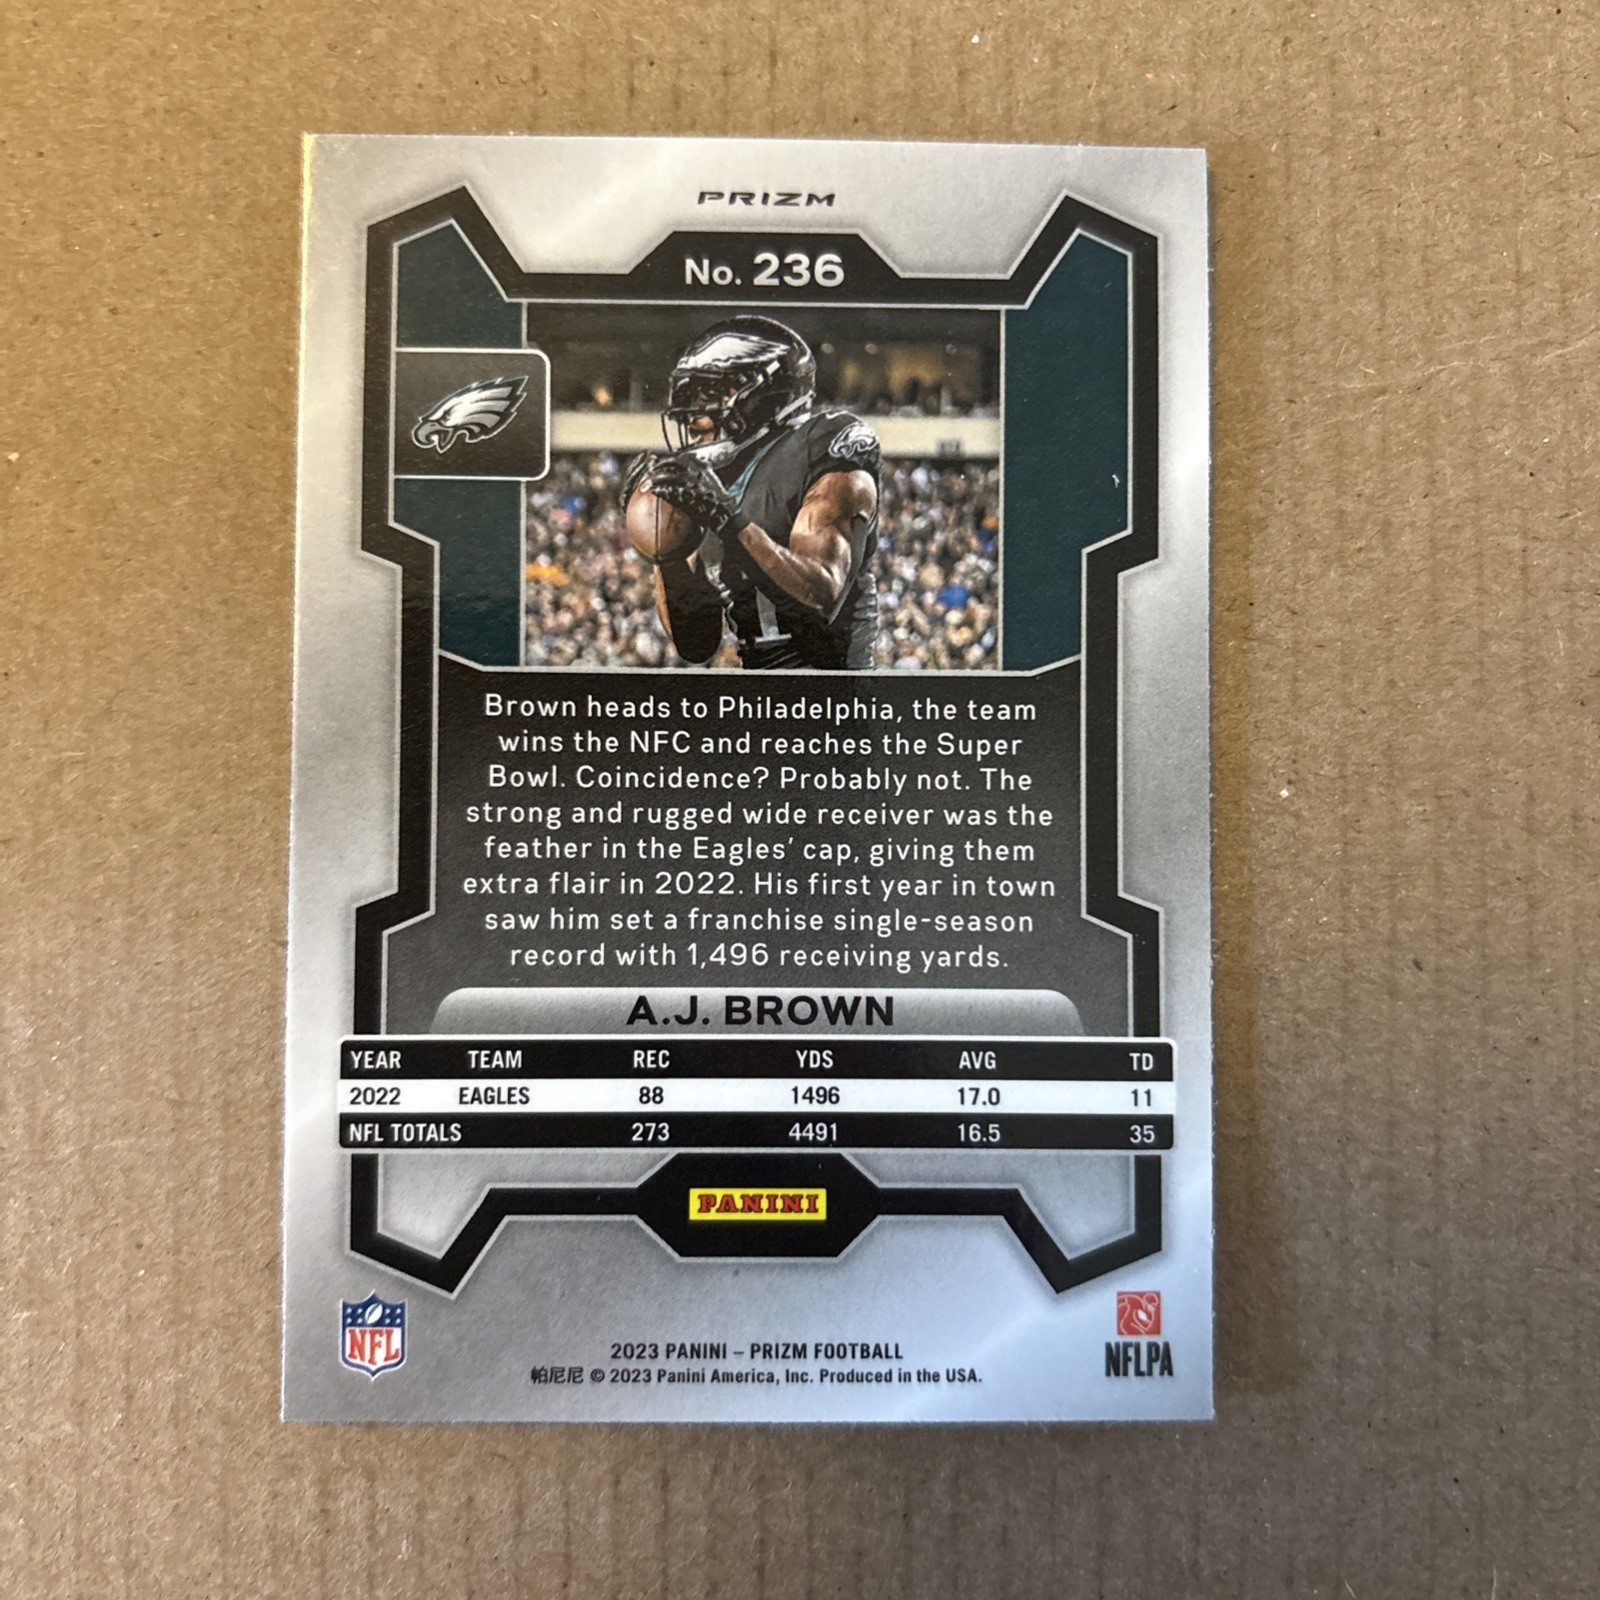 PRIZM
No. 236
Brown heads to Philadelphia, the team
wins the NFC and reaches the Super
Bowl. Coincidence? Probably not. The
strong and rugged wide receiver was the
feather in the Eagles' cap, giving them
extra flair in 2022. His first year in town
saw him set a franchise single-season
record with 1,496 receiving yards.
A.J. BROWN
YEAR TEAM REC YDS AVG TD
2022 EAGLES 88 1496 17.0 11
NFL TOTALS 273 4491 16.5 35
PANINI
NFL
NFLPA
2023 PANINI – PRIZM FOOTBALL
帕尼尼 © 2023 Panini America, Inc. Produced in the USA.